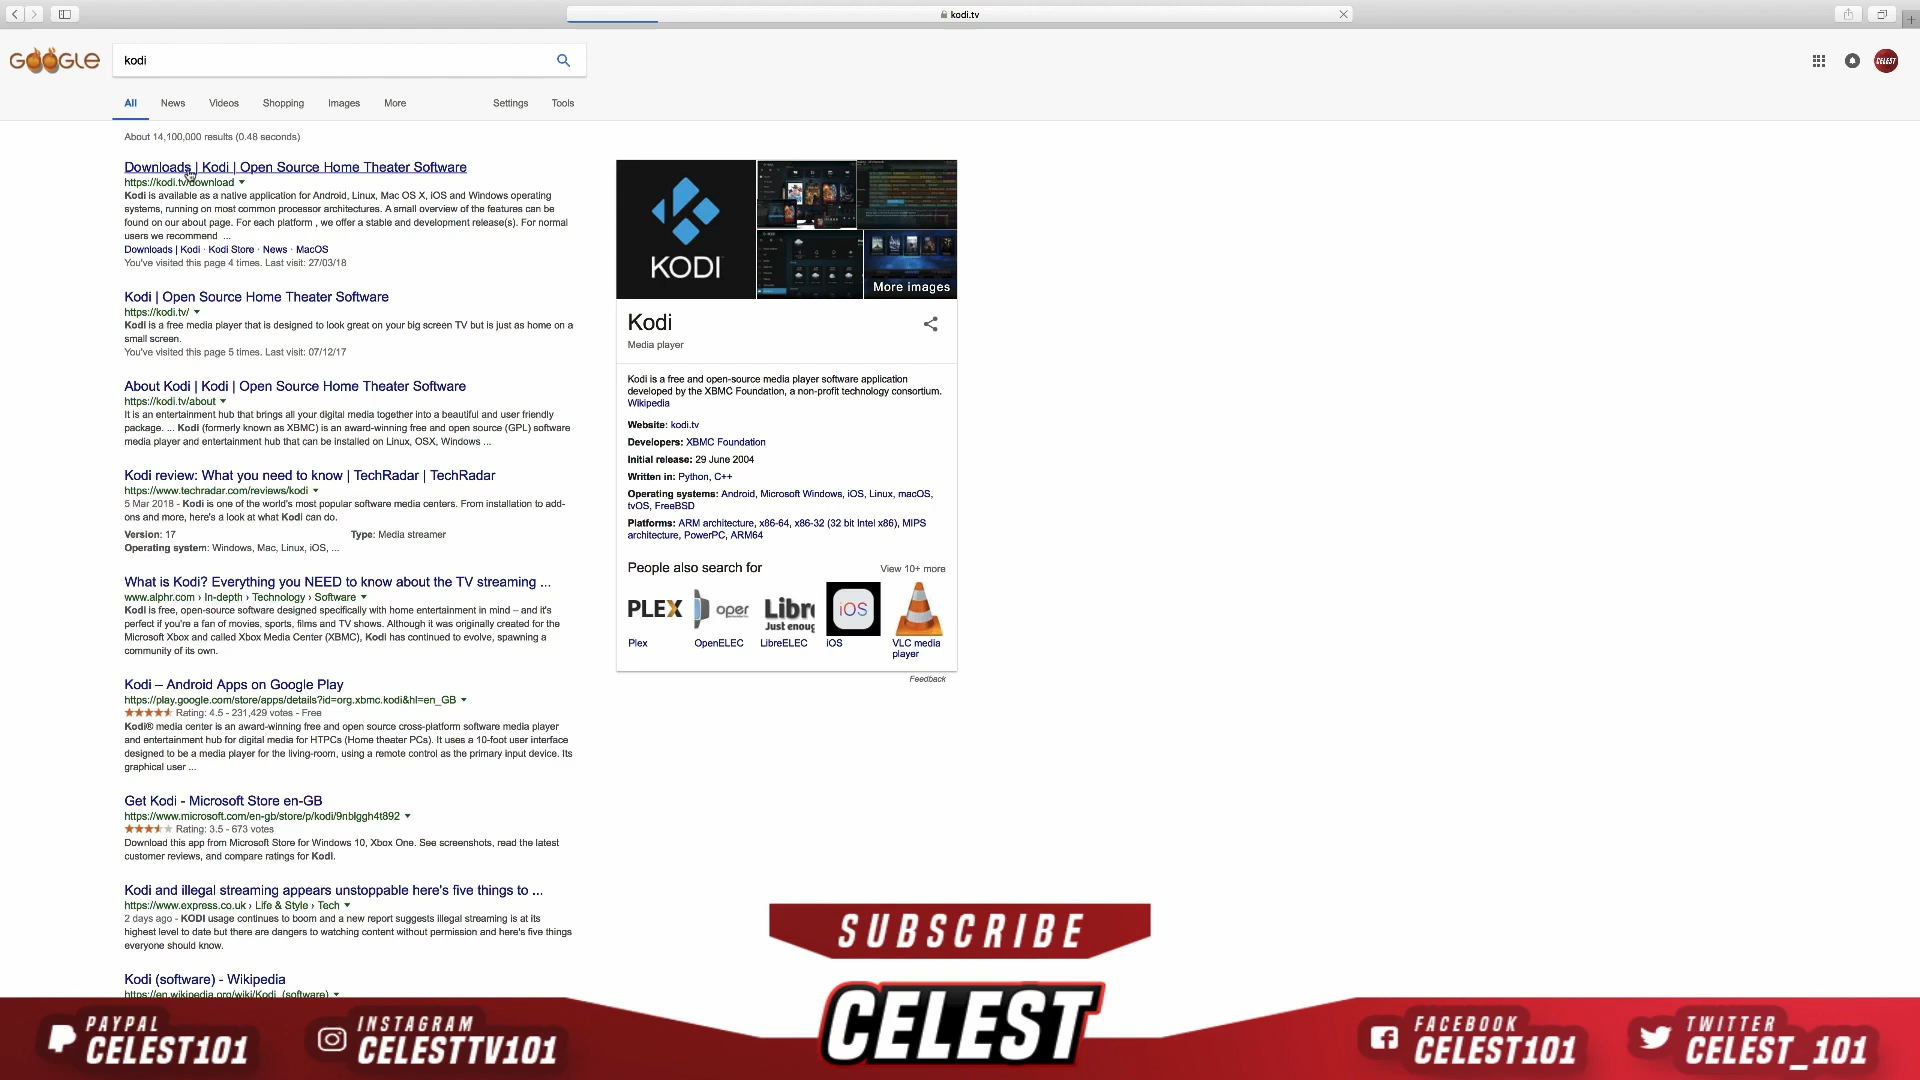 kodi.tv
GOOGLE
kodi
CELEST
All News Videos Shopping Images More Settings Tools
About 14,100,000 results (0.48 seconds)
Downloads | Kodi | Open Source Home Theater Software
https://kodi.tv/download
Kodi is available as a native application for Android, Linux, Mac OS X, iOS and Windows operating
systems, running on most common processor architectures. A small overview of the features can be
found on our about page. For each platform , we offer a stable and development release(s). For normal
users we recommend ...
Downloads | Kodi · Kodi Store · News · MacOS
You've visited this page 4 times. Last visit: 27/03/18
Kodi | Open Source Home Theater Software
https://kodi.tv/
Kodi is a free media player that is designed to look great on your big screen TV but is just as home on a
small screen.
You've visited this page 5 times. Last visit: 07/12/17
About Kodi | Kodi | Open Source Home Theater Software
https://kodi.tv/about
It is an entertainment hub that brings all your digital media together into a beautiful and user friendly
package. ... Kodi (formerly known as XBMC) is an award-winning free and open source (GPL) software
media player and entertainment hub that can be installed on Linux, OSX, Windows ...
Kodi review: What you need to know | TechRadar | TechRadar
https://www.techradar.com/reviews/kodi
5 Mar 2018 - Kodi is one of the world's most popular software media centers. From installation to add-
ons and more, here's a look at what Kodi can do.
Version: 17 Type: Media streamer
Operating system: Windows, Mac, Linux, iOS, ...
What is Kodi? Everything you NEED to know about the TV streaming ...
www.alphr.com › In-depth › Technology › Software
Kodi is free, open-source software designed specifically with home entertainment in mind – and it's
perfect if you're a fan of movies, sports, films and TV shows. Although it was originally created for the
Microsoft Xbox and called Xbox Media Center (XBMC), Kodi has continued to evolve, spawning a
community of its own.
Kodi – Android Apps on Google Play
https://play.google.com/store/apps/details?id=org.xbmc.kodi&hl=en_GB
Rating: 4.5 - 231,429 votes - Free
Kodi® media center is an award-winning free and open source cross-platform software media player
and entertainment hub for digital media for HTPCs (Home theater PCs). It uses a 10-foot user interface
designed to be a media player for the living-room, using a remote control as the primary input device. Its
graphical user ...
Get Kodi - Microsoft Store en-GB
https://www.microsoft.com/en-gb/store/p/kodi/9nblggh4t892
Rating: 3.5 - 673 votes
Download this app from Microsoft Store for Windows 10, Xbox One. See screenshots, read the latest
customer reviews, and compare ratings for Kodi.
Kodi and illegal streaming appears unstoppable here's five things to ...
https://www.express.co.uk › Life & Style › Tech
2 days ago - KODI usage continues to boom and a new report suggests illegal streaming is at its
highest level to date but there are dangers to watching content without permission and here's five things
everyone should know.
Kodi (software) - Wikipedia
https://en.wikipedia.org/wiki/Kodi_(software)
KODI
More images
Kodi
Media player
Kodi is a free and open-source media player software application
developed by the XBMC Foundation, a non-profit technology consortium.
Wikipedia
Website: kodi.tv
Developers: XBMC Foundation
Initial release: 29 June 2004
Written in: Python, C++
Operating systems: Android, Microsoft Windows, iOS, Linux, macOS,
tvOS, FreeBSD
Platforms: ARM architecture, x86-64, x86-32 (32 bit Intel x86), MIPS
architecture, PowerPC, ARM64
People also search for View 10+ more
PLEX oper Libre iOS
Just enoug
Plex OpenELEC LibreELEC iOS VLC media
player
Feedback
SUBSCRIBE
CELEST
PAYPAL
CELEST101
INSTAGRAM
CELESTTV101
FACEBOOK
CELEST101
TWITTER
CELEST_101